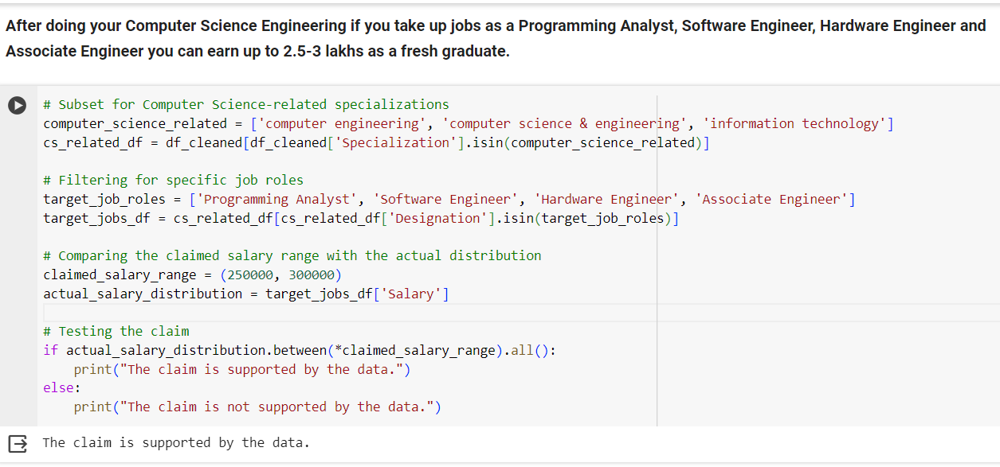 After doing your Computer Science Engineering if you take up jobs as a Programming Analyst, Software Engineer, Hardware Engineer and
Associate Engineer you can earn up to 2.5-3 lakhs as a fresh graduate.
# Subset for Computer Science-related specializations
computer_science_related = ['computer engineering', 'computer science & engineering', 'information technology']
cs_related_df = df_cleaned[df_cleaned['Specialization'].isin(computer_science_related)]
# Filtering for specific job roles
target_job_roles = ['Programming Analyst', 'Software Engineer', 'Hardware Engineer', 'Associate Engineer']
target_jobs_df = cs_related_df[cs_related_df['Designation'].isin(target_job_roles)]
# Comparing the claimed salary range with the actual distribution
claimed_salary_range = (250000, 300000)
actual_salary_distribution = target_jobs_df['Salary']
# Testing the claim
if actual_salary_distribution.between(*claimed_salary_range).all():
    print("The claim is supported by the data.")
else:
    print("The claim is not supported by the data.")
The claim is supported by the data.